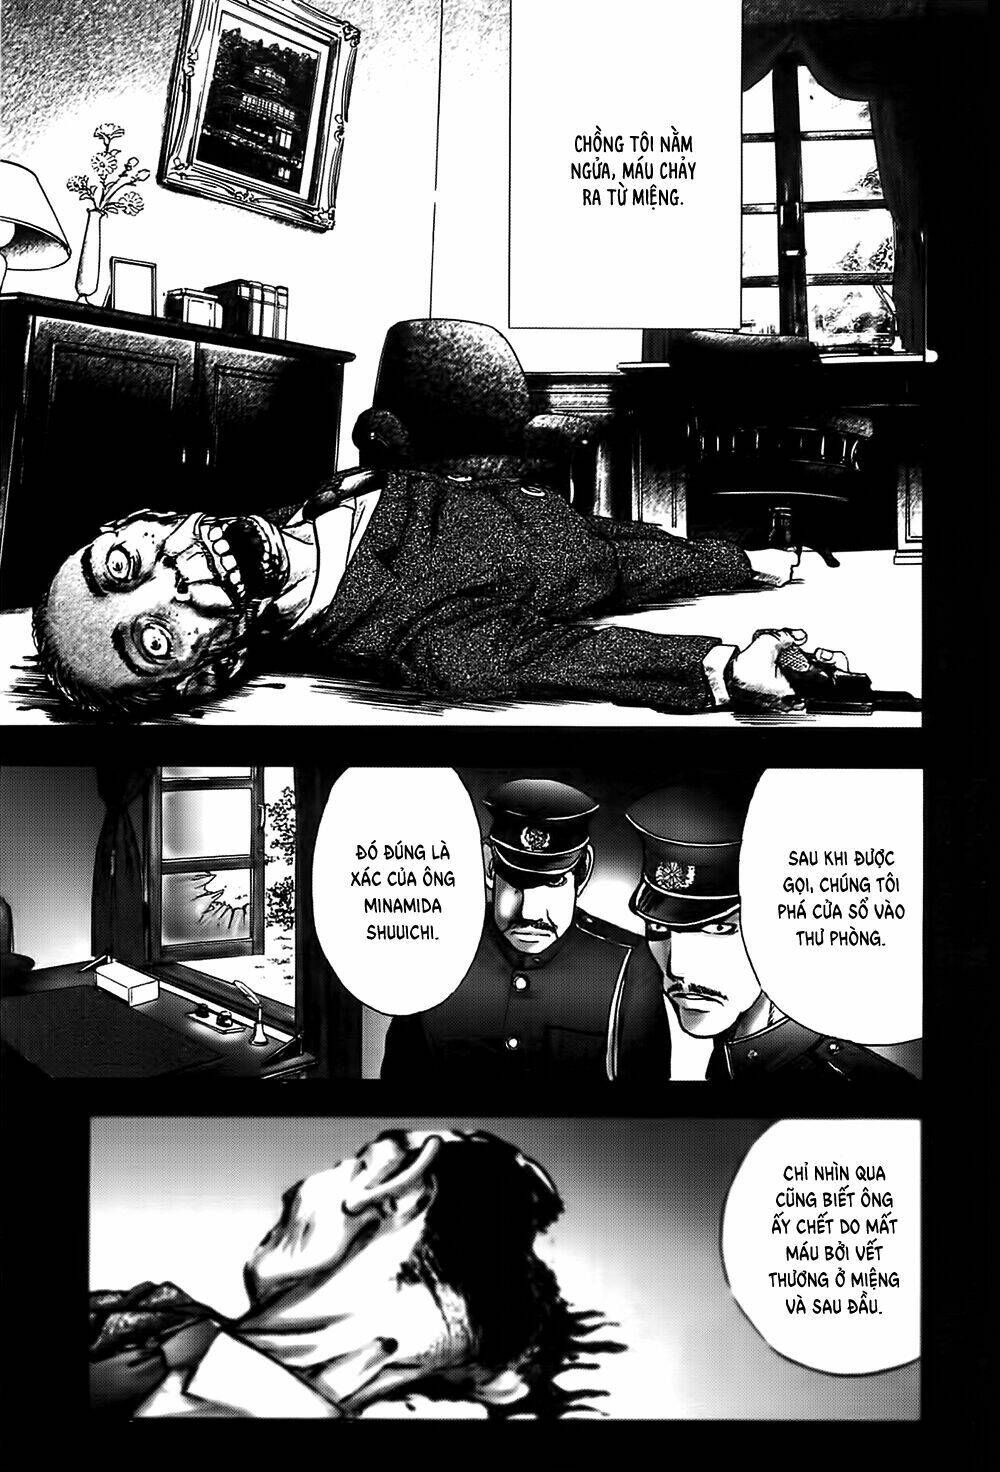 CHỒNG TÔI NẰM
NGỬA, MÁU CHẢY
RA TỪ MIỆNG.
SAU KHI ĐƯỢC
GỌI, CHÚNG TÔI
PHÁ CỬA SỔ VÀO
THƯ PHÒNG.
ĐÓ ĐÚNG LÀ
XÁC CỦA ÔNG
MINAMIDA
SHUUICHI.
CHỈ NHÌN QUA
CŨNG BIẾT ÔNG
ẤY CHẾT DO MẤT
MÁU BỞI VẾT
THƯƠNG Ở MIỆNG
VÀ SAU ĐẦU.